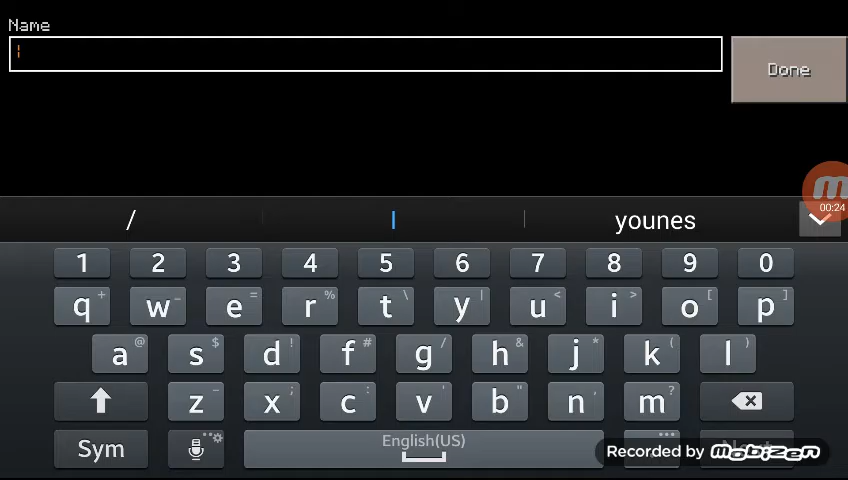 Name
|
Done
/ | younes
00:24
1 2 3 4 5 6 7 8 9 0
q + w _ e = r % t \ y | u < i > o [ p ]
a @ s $ d ! f # g / h & j * k ( l )
z - x ; c : v ' b " n , m ?
Sym English(US)
Recorded by mobizen